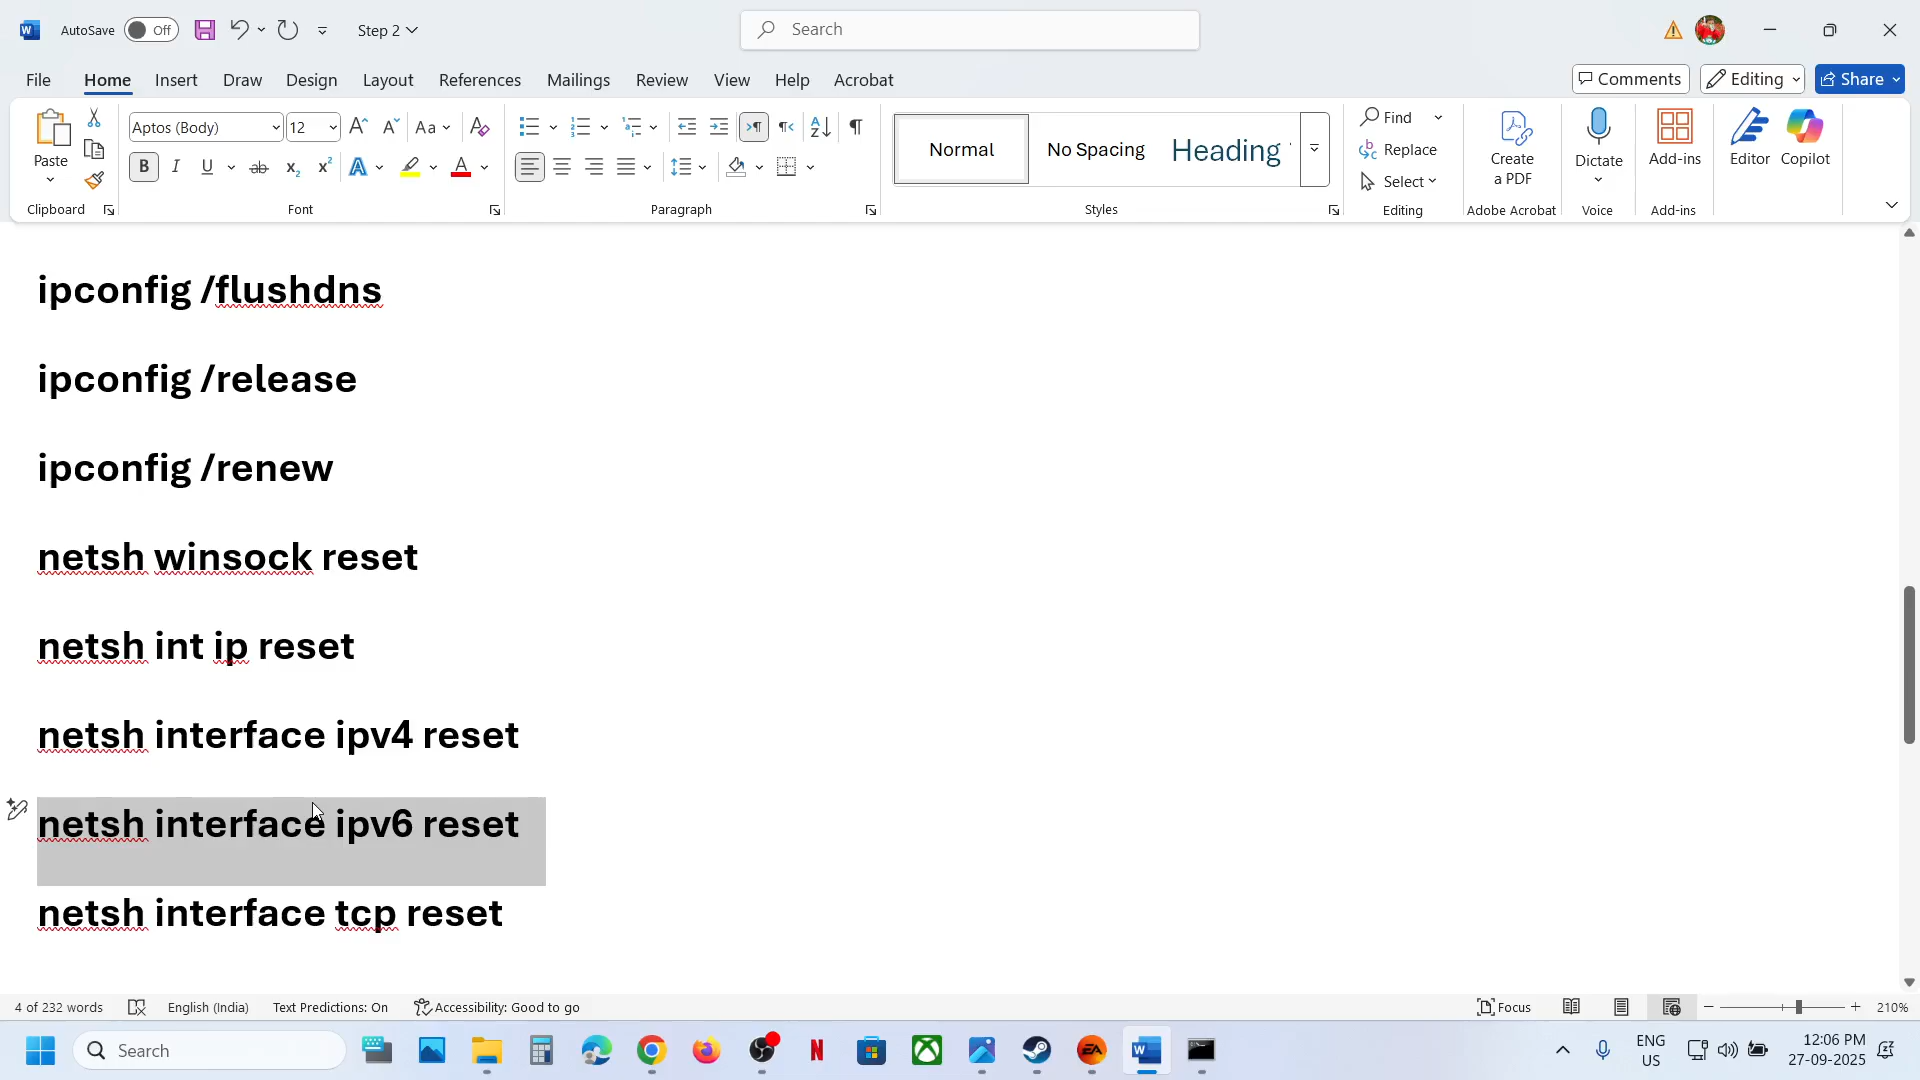 AutoSave
Off
Step 2
Search
File
Home
Insert
Draw
Design
Layout
References
Mailings
Review
View
Help
Acrobat
Comments
Editing
Share
Paste
Clipboard
Aptos (Body)
12
Font
Paragraph
Normal
No Spacing
Heading
Styles
Find
Replace
Select
Editing
Create
a PDF
Adobe Acrobat
Dictate
Voice
Add-ins
Add-ins
Editor
Copilot
ipconfig /flushdns
ipconfig /release
ipconfig /renew
netsh winsock reset
netsh int ip reset
netsh interface ipv4 reset
netsh interface ipv6 reset
netsh interface tcp reset
4 of 232 words
English (India)
Text Predictions: On
Accessibility: Good to go
Focus
210%
Search
ENG
US
12:06 PM
27-09-2025